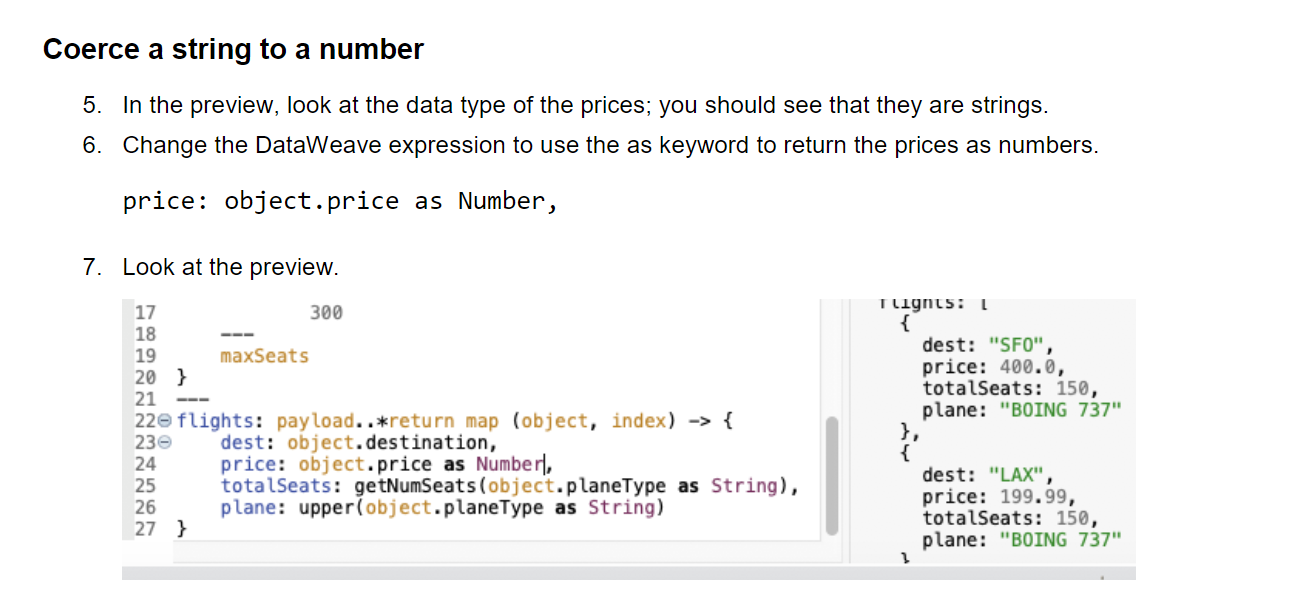 Coerce a string to a number
5. In the preview, look at the data type of the prices; you should see that they are strings.
6. Change the DataWeave expression to use the as keyword to return the prices as numbers.
price: object.price as Number,
7. Look at the preview.
17 300
18 ---
19 maxSeats
20 }
21 ---
22 flights: payload..*return map (object, index) -> {
23 dest: object.destination,
24 price: object.price as Number,
25 totalSeats: getNumSeats(object.planeType as String),
26 plane: upper(object.planeType as String)
27 }
flights: [
{
dest: "SFO",
price: 400.0,
totalSeats: 150,
plane: "BOING 737"
},
{
dest: "LAX",
price: 199.99,
totalSeats: 150,
plane: "BOING 737"
}